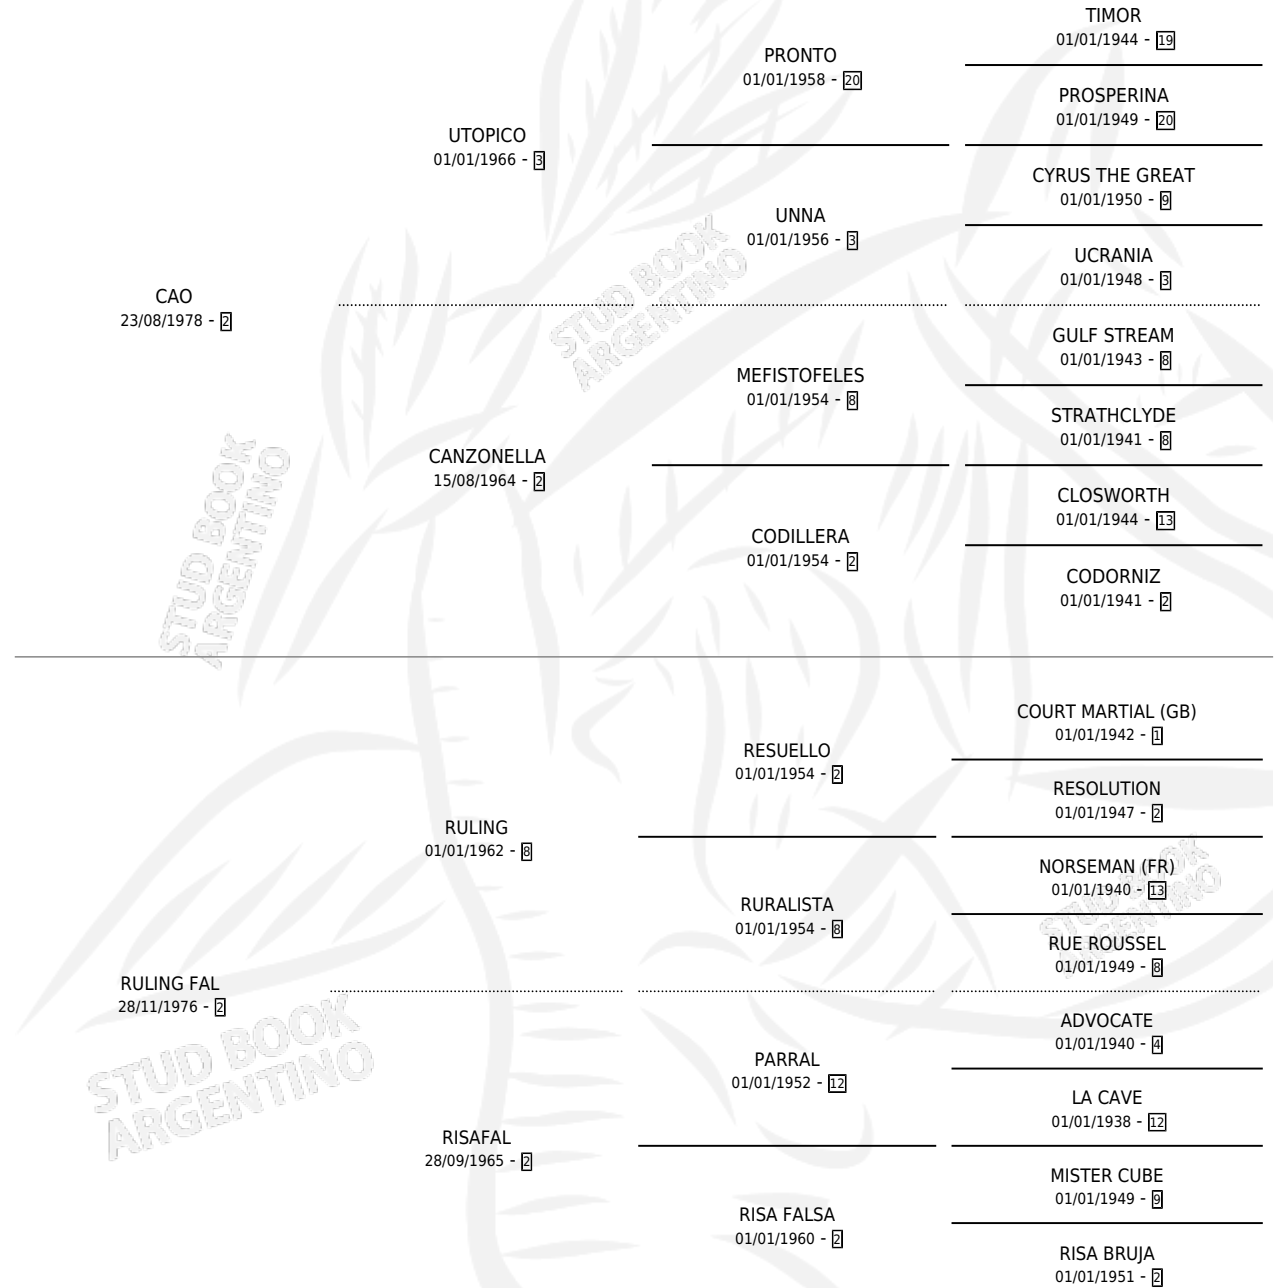 TIMOR
01/01/1944 - 19
PRONTO
01/01/1958 - 20
PROSPERINA
01/01/1949 - 20
UTOPICO
01/01/1966 - 3
CYRUS THE GREAT
01/01/1950 - 9
UNNA
01/01/1956 - 3
UCRANIA
01/01/1948 - 3
CAO
23/08/1978 - 2
GULF STREAM
01/01/1943 - 8
MEFISTOFELES
01/01/1954 - 8
STRATHCLYDE
01/01/1941 - 8
CANZONELLA
15/08/1964 - 2
CLOSWORTH
01/01/1944 - 13
CODILLERA
01/01/1954 - 2
CODORNIZ
01/01/1941 - 2
STUD BOOK
ARGENTINO
STUD BOOK
ARGENTINO
COURT MARTIAL (GB)
01/01/1942 - 1
RESUELLO
01/01/1954 - 2
RESOLUTION
01/01/1947 - 2
RULING
01/01/1962 - 8
NORSEMAN (FR)
01/01/1940 - 13
RURALISTA
01/01/1954 - 8
RUE ROUSSEL
01/01/1949 - 8
RULING FAL
28/11/1976 - 2
ADVOCATE
01/01/1940 - 4
PARRAL
01/01/1952 - 12
LA CAVE
01/01/1938 - 12
RISAFAL
28/09/1965 - 2
MISTER CUBE
01/01/1949 - 9
RISA FALSA
01/01/1960 - 2
RISA BRUJA
01/01/1951 - 2
STUD BOOK
ARGENTINO
STUD BOOK
ARGENTINO